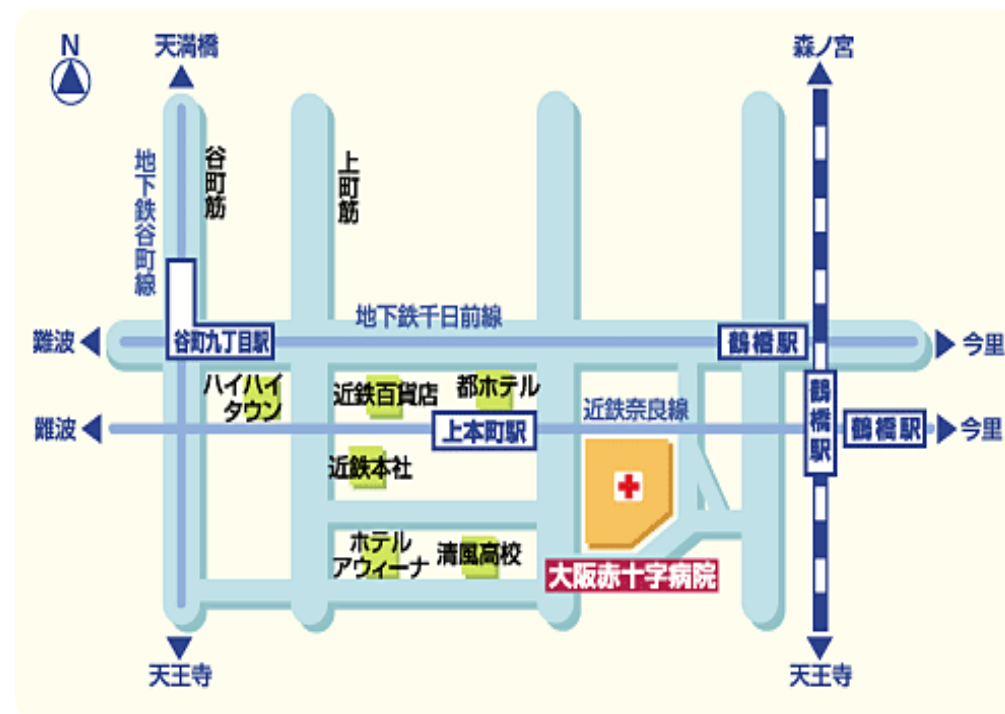 N
天満橋
森ノ宮
地下鉄谷町線
谷町筋
上町筋
地下鉄千日前線
難波
谷町九丁目駅
鶴橋駅
今里
ハイハイ
タウン
近鉄百貨店
都ホテル
鶴橋駅
近鉄奈良線
難波
上本町駅
鶴橋駅
今里
近鉄本社
ホテル
アウィーナ
清風高校
大阪赤十字病院
天王寺
天王寺